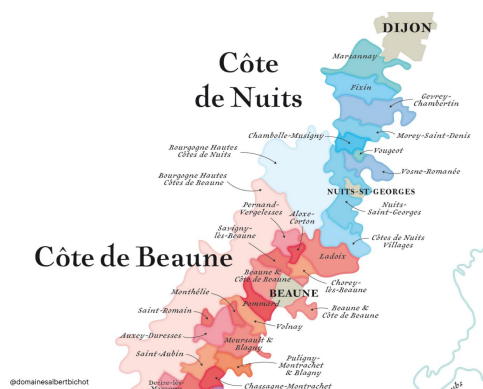 DIJON
Marsannay
Côte
de Nuits
Fixin
Gevrey-
Chambertin
Chambolle-Musigny
Morey-Saint-Denis
Bourgogne Hautes
Côtes de Nuits
Vougeot
Vosne-Romanée
Bourgogne Hautes
Côtes de Beaune
NUITS-ST-GEORGES
Pernand-
Vergelesses
Aloxe-
Corton
Nuits-
Saint-Georges
Savigny-
lès-Beaune
Côtes de Nuits
Villages
Côte de Beaune
Ladoix
Beaune &
Côte de Beaune
Chorey-
lès-Beaune
Monthélie
BEAUNE
Pommard
Saint-Romain
Beaune &
Côte de Beaune
Volnay
Auxey-Duresses
Meursault &
Blagny
Saint-Aubin
Puligny-
Montrachet
& Blagny
@domainesalbertbichot
Chassagne-Montrachet